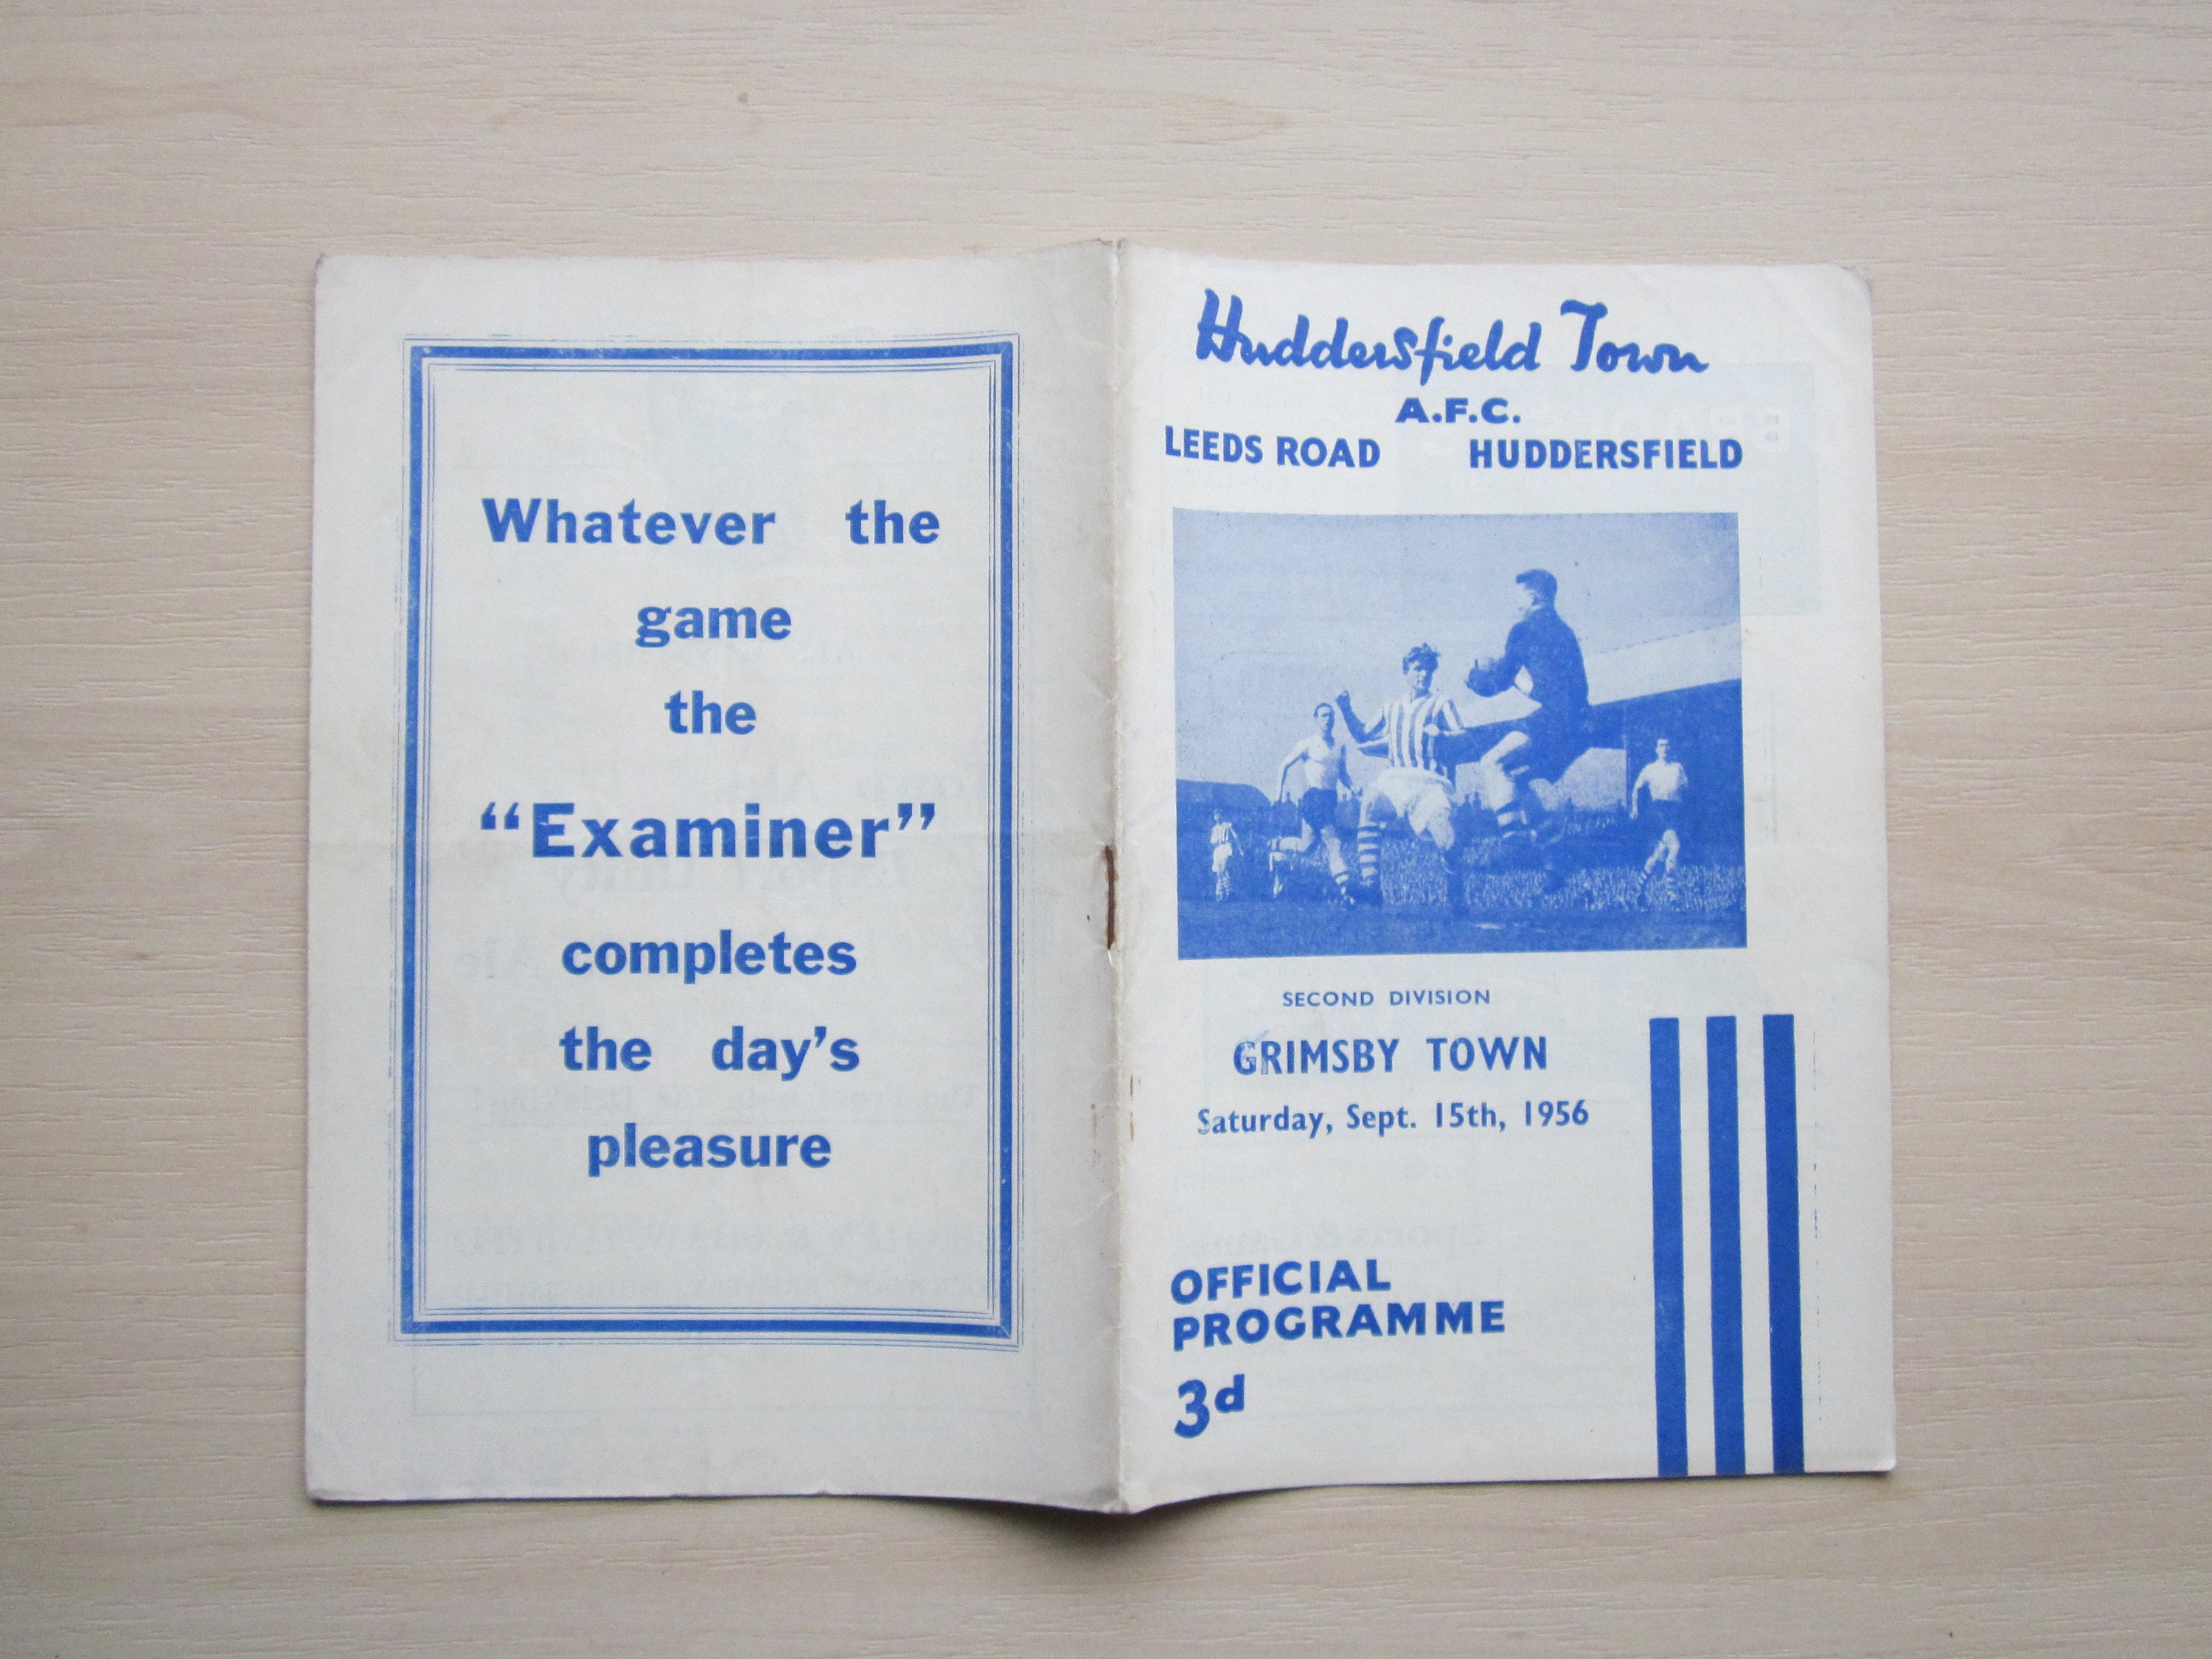 Whatever the
game
the
“Examiner”
completes
the day’s
pleasure
Huddersfield Town
A.F.C.
LEEDS ROAD HUDDERSFIELD
SECOND DIVISION
GRIMSBY TOWN
Saturday, Sept. 15th, 1956
OFFICIAL
PROGRAMME
3d